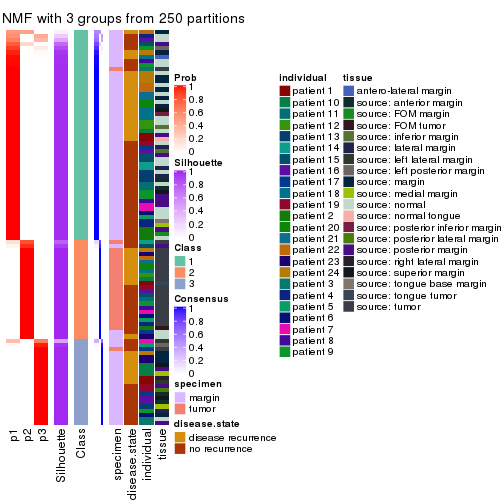 NMF with 3 groups from 250 partitions
Prob
1
0.8
0.6
0.4
0.2
0
Silhouette
1
0.8
0.6
0.4
0.2
0
Class
1
2
3
Consensus
1
0.8
0.6
0.4
0.2
0
specimen
margin
tumor
disease.state
disease recurrence
no recurrence
individual
patient 1
patient 10
patient 11
patient 12
patient 13
patient 14
patient 15
patient 16
patient 17
patient 18
patient 19
patient 2
patient 20
patient 21
patient 22
patient 23
patient 24
patient 3
patient 4
patient 5
patient 6
patient 7
patient 8
patient 9
tissue
antero-lateral margin
source: anterior margin
source: FOM margin
source: FOM tumor
source: inferior margin
source: lateral margin
source: left lateral margin
source: left posterior margin
source: margin
source: medial margin
source: normal
source: normal tongue
source: posterior inferior margin
source: posterior lateral margin
source: posterior margin
source: right lateral margin
source: superior margin
source: tongue base margin
source: tongue tumor
source: tumor
p1
p2
p3
Silhouette
Class
specimen
disease.state
individual
tissue